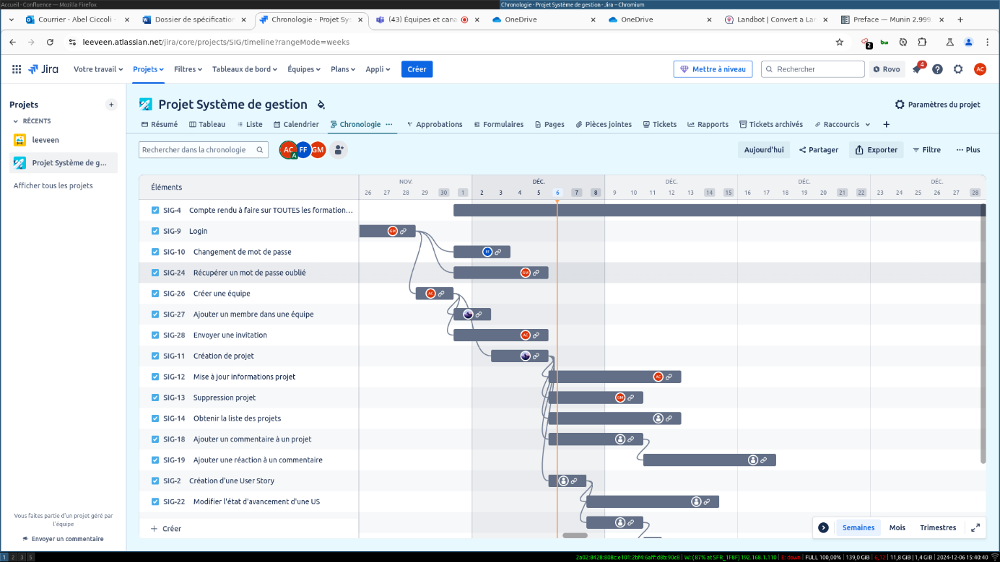 Accueil - Confluence — Mozilla Firefox
Chronologie - Projet Système de gestion - Jira – Chromium
Courrier - Abel Ciccoli -
Dossier de spécification
Chronologie - Projet Sys
(43) Équipes et cana
OneDrive
OneDrive
Landbot | Convert a Lan
Preface — Munin 2.999.
leeveen.atlassian.net/jira/core/projects/SIG/timeline?rangeMode=weeks
2
bw
Jira
Votre travail
Projets
Filtres
Tableaux de bord
Équipes
Plans
Appli
Créer
Mettre à niveau
Rechercher
Rovo
4
AC
Projets
RÉCENTS
leeveen
Projet Système de g...
Afficher tous les projets
Projet Système de gestion
Paramètres du projet
Résumé
Tableau
Liste
Calendrier
Chronologie
Approbations
Formulaires
Pages
Pièces jointes
Tickets
Rapports
Tickets archivés
Raccourcis
Rechercher dans la chronologie
AC
A
FF
GM
Aujourd'hui
Partager
Exporter
Filtre
Plus
Éléments
NOV.
DÉC.
DÉC.
DÉC.
DÉC.
26 27 28 29 30 1 2 3 4 5 6 7 8 9 10 11 12 13 14 15 16 17 18 19 20 21 22 23 24 25 26 27 28
SIG-4 Compte rendu à faire sur TOUTES les formation...
SIG-9 Login GM
SIG-10 Changement de mot de passe FF
SIG-24 Récupérer un mot de passe oublié GM
SIG-26 Créer une équipe AC
SIG-27 Ajouter un membre dans une équipe
SIG-28 Envoyer une invitation AC
SIG-11 Création de projet
SIG-12 Mise à jour informations projet AC
SIG-13 Suppression projet GM
SIG-14 Obtenir la liste des projets
SIG-18 Ajouter un commentaire à un projet
SIG-19 Ajouter une réaction à un commentaire
SIG-2 Création d'une User Story
SIG-22 Modifier l'état d'avancement d'une US
Créer
Semaines
Mois
Trimestres
Vous faites partie d'un projet géré par
l'équipe
Envoyer un commentaire
1 2 3 5
2a02:8428:808c:e101:2bf4:6aff:d8b:90c8 | W: (87% at SFR_1F8F) 192.168.1.110 | E: down | FULL 100,00% | 139,0 GiB | 6,12 | 11,8 GiB | 1,4 GiB | 2024-12-06 15:40:40